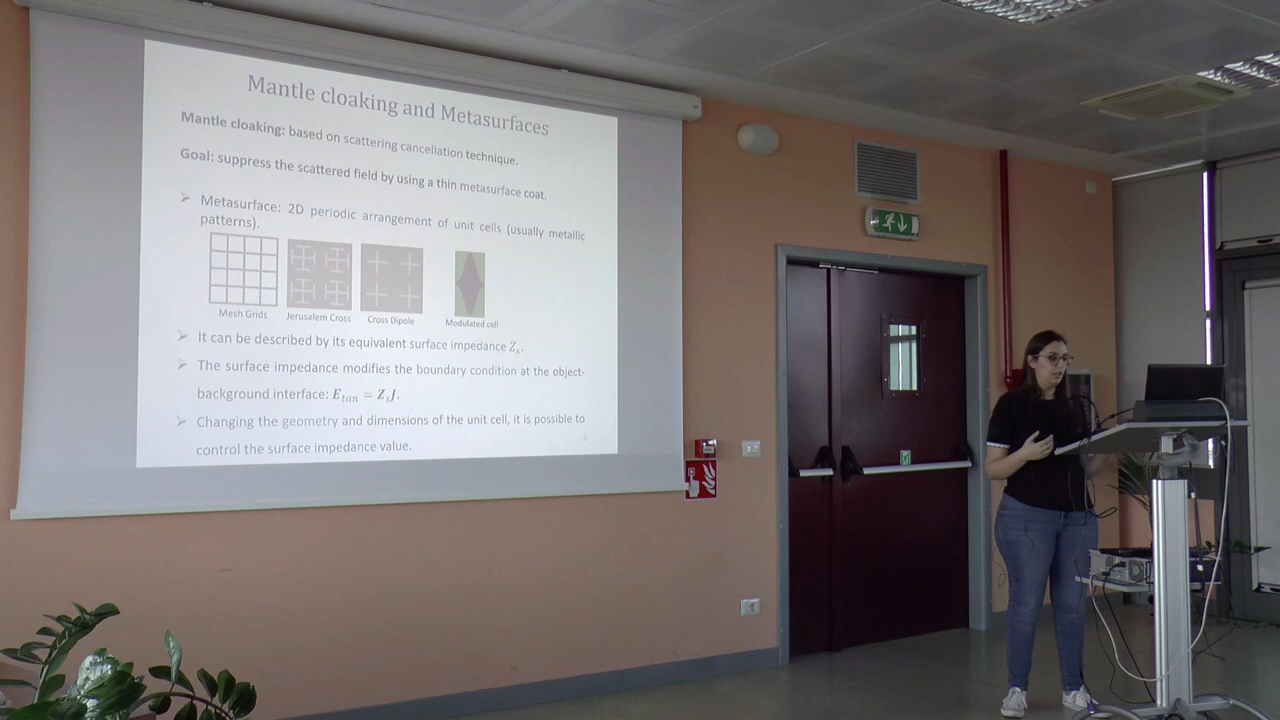 Mantle cloaking and Metasurfaces
Mantle cloaking: based on scattering cancellation technique.
Goal: suppress the scattered field by using a thin metasurface coat.
➢ Metasurface: 2D periodic arrangement of unit cells (usually metallic
patterns).
Mesh Grids Jerusalem Cross Cross Dipole Modulated cell
➢ It can be described by its equivalent surface impedance Zs.
➢ The surface impedance modifies the boundary condition at the object-
background interface: Etan = ZsJ.
➢ Changing the geometry and dimensions of the unit cell, it is possible to
control the surface impedance value.